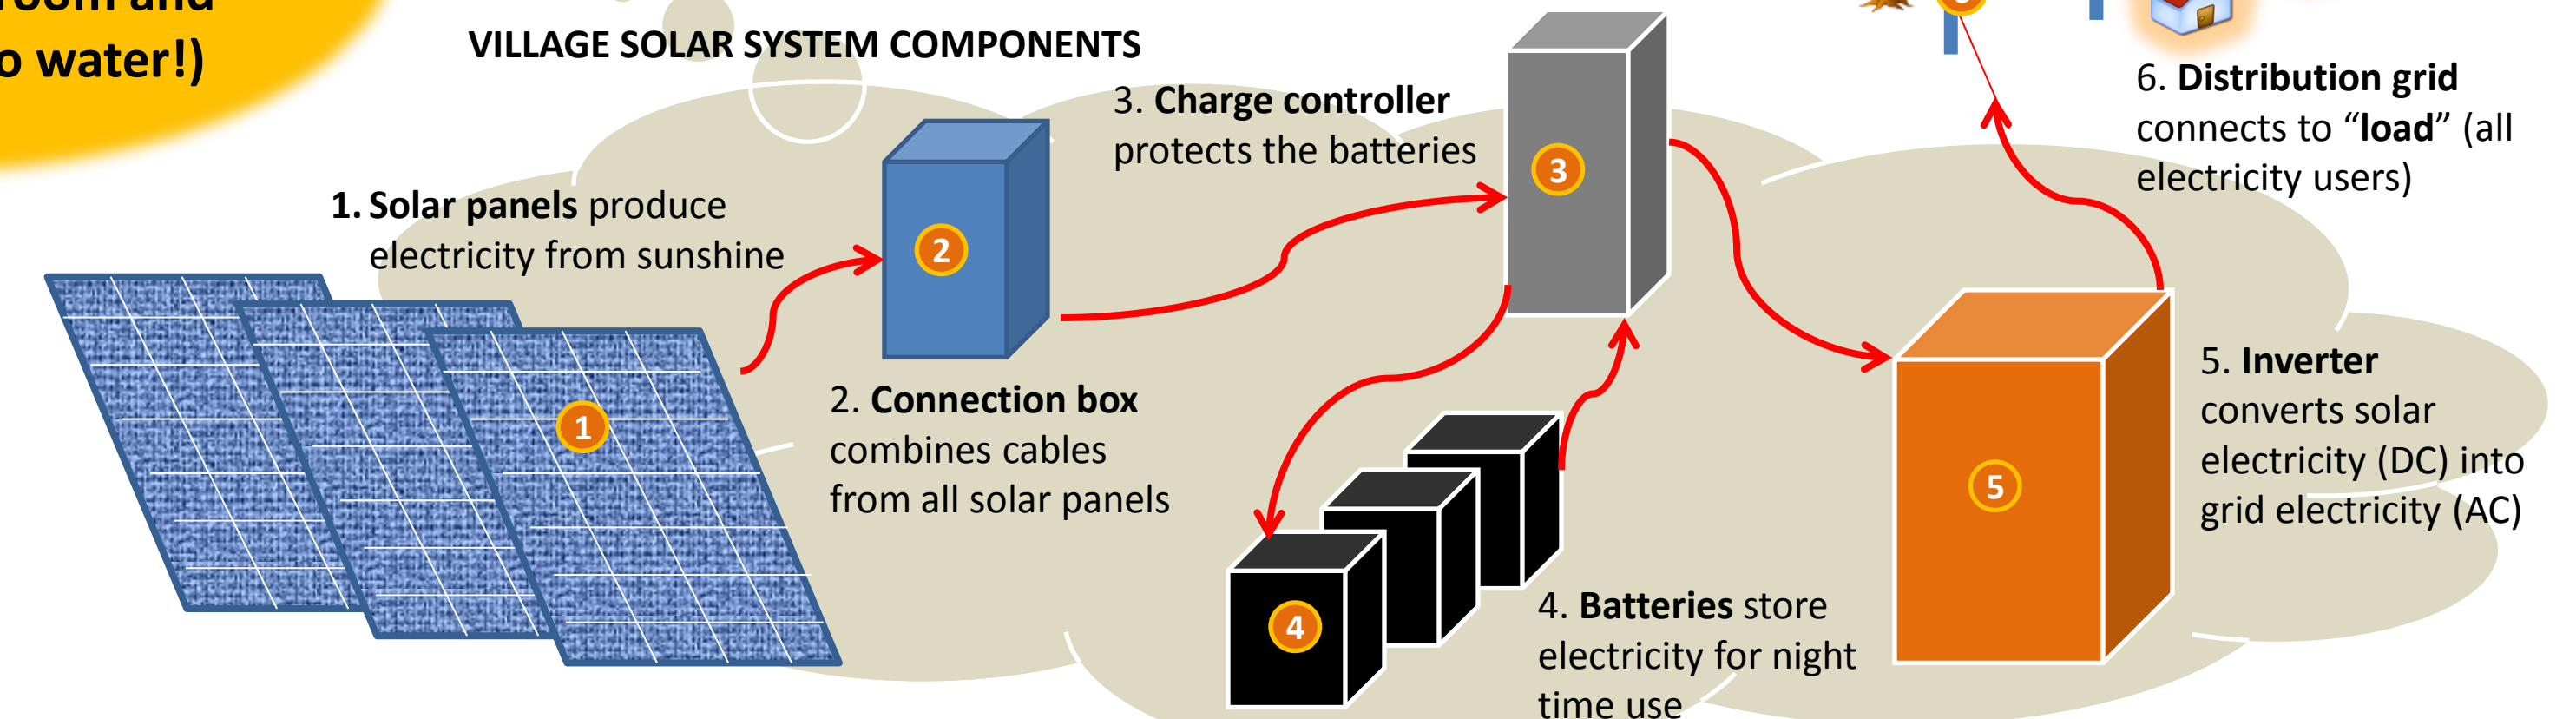 room and
o water!)
VILLAGE SOLAR SYSTEM COMPONENTS
1. Solar panels produce
electricity from sunshine
2
2. Connection box
combines cables
from all solar panels
1
3. Charge controller
protects the batteries
3
4
4. Batteries store
electricity for night
time use
5
5. Inverter
converts solar
electricity (DC) into
grid electricity (AC)
6. Distribution grid
connects to “load” (all
electricity users)